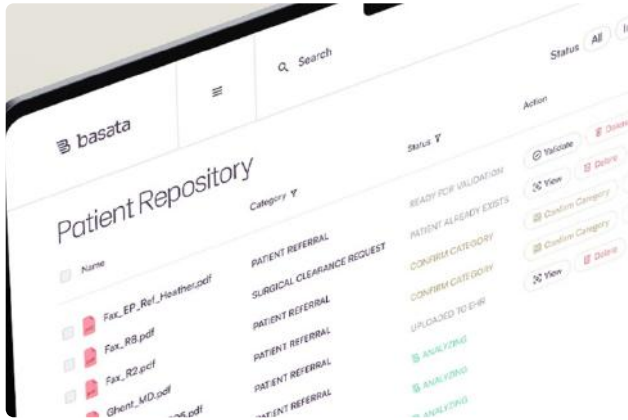 basata
Search
Status All
Patient Repository
Name
Category
Status
Action
Fax_EP_Ref_Heather.pdf
PATIENT REFERRAL
READY FOR VALIDATION
Validate
Delete
Fax_RB.pdf
SURGICAL CLEARANCE REQUEST
PATIENT ALREADY EXISTS
View
Delete
Fax_R2.pdf
PATIENT REFERRAL
CONFIRM CATEGORY
Confirm Category
Ghent_MD.pdf
PATIENT REFERRAL
CONFIRM CATEGORY
Confirm Category
PATIENT REFERRAL
UPLOADED TO EHR
View
Delete
PATIENT REFERRAL
ANALYZING
ANALYZING
ANALYZING